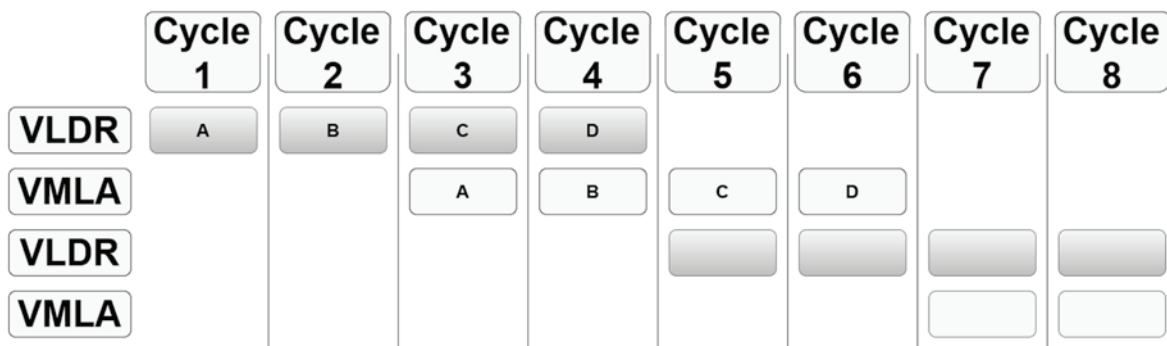 Cycle Cycle Cycle Cycle Cycle Cycle Cycle Cycle
1 2 3 4 5 6 7 8
VLDR A B C D
VMLA A B C D
VLDR
VMLA